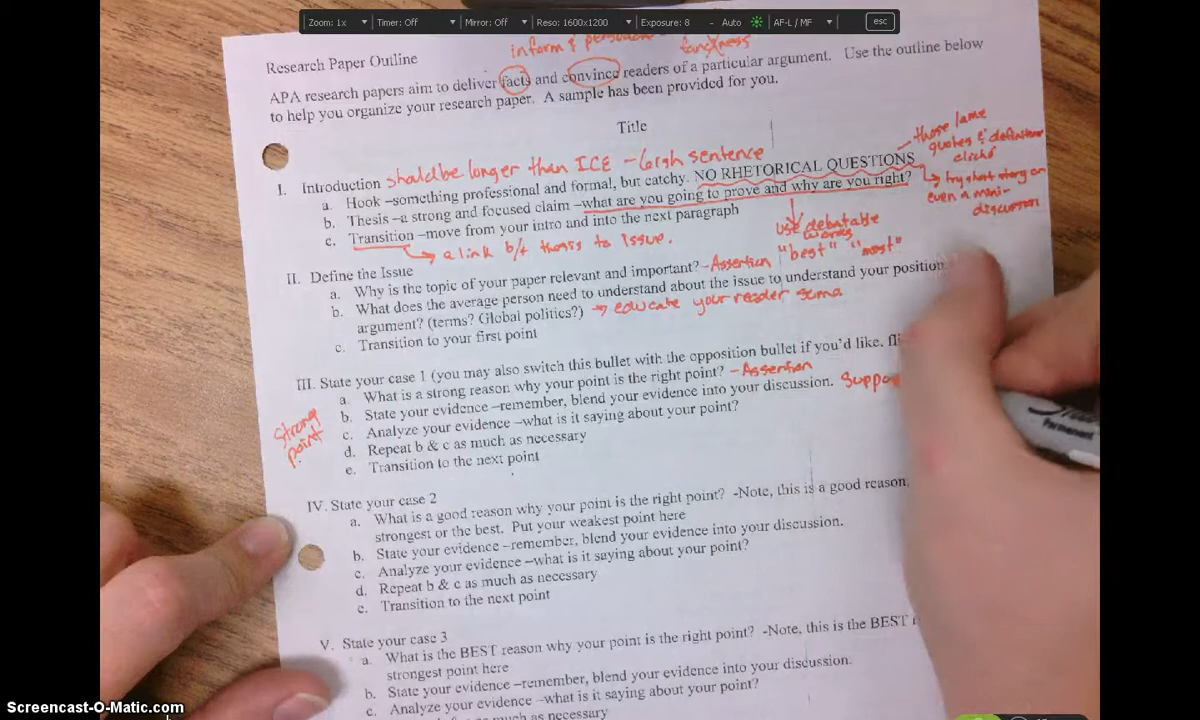 Zoom: 1x Timer: Off Mirror: Off Reso: 1600x1200 Exposure: 8 - Auto AF-L / MF esc
inform &
Research Paper Outline
APA research papers aim to deliver facts and convince readers of a particular argument. Use the outline below
to help you organize your research paper. A sample has been provided for you.
Title
should be longer than ICE - 6ish sentence
those lame
quotes & definition
cliché
I. Introduction
a. Hook –something professional and formal, but catchy. NO RHETORICAL QUESTIONS
try short story or
even a mini-
discussion
b. Thesis –a strong and focused claim –what are you going to prove and why are you right?
c. Transition –move from your intro and into the next paragraph
use debatable
words
"best" "most"
a link b/t thesis to issue.
II. Define the Issue
a. Why is the topic of your paper relevant and important? - Assertion
b. What does the average person need to understand about the issue to understand your position
argument? (terms? Global politics?) → educate your reader
c. Transition to your first point
III. State your case 1 (you may also switch this bullet with the opposition bullet if you'd like.
a. What is a strong reason why your point is the right point? - Assertion
b. State your evidence –remember, blend your evidence into your discussion.
c. Analyze your evidence –what is it saying about your point?
d. Repeat b & c as much as necessary
e. Transition to the next point
Strong
point
IV. State your case 2
a. What is a good reason why your point is the right point? -Note, this is a good reason,
strongest or the best. Put your weakest point here
b. State your evidence –remember, blend your evidence into your discussion.
c. Analyze your evidence –what is it saying about your point?
d. Repeat b & c as much as necessary
e. Transition to the next point
V. State your case 3
a. What is the BEST reason why your point is the right point? -Note, this is the BEST
strongest point here
b. State your evidence –remember, blend your evidence into your discussion.
c. Analyze your evidence –what is it saying about your point?
as much as necessary
Permanent
Screencast-O-Matic.com